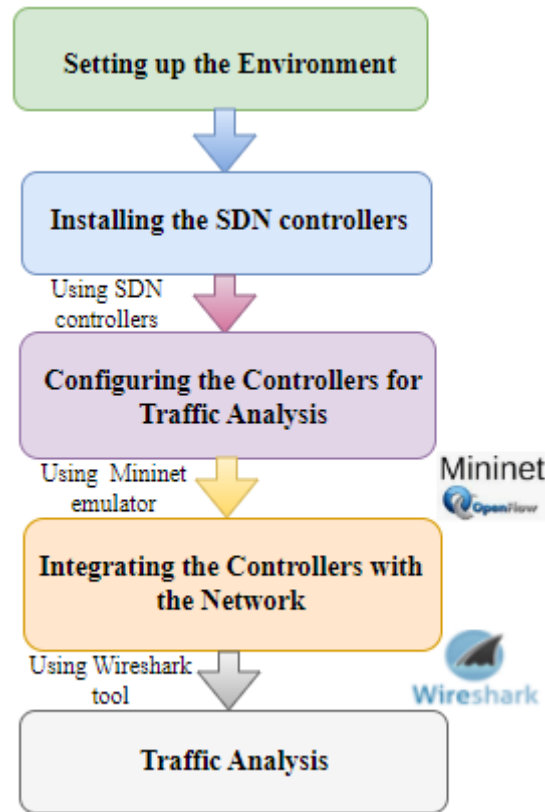 Setting up the Environment
Installing the SDN controllers
Using SDN
controllers
Configuring the Controllers for
Traffic Analysis
Using Mininet
emulator
Mininet
OpenFlow
Integrating the Controllers with
the Network
Using Wireshark
tool
Wireshark
Traffic Analysis